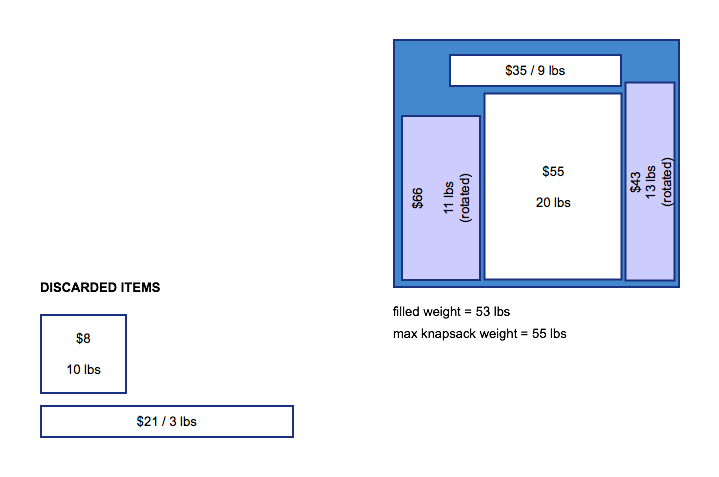 $35 / 9 lbs
$66
11 lbs
(rotated)
$55
20 lbs
$43
13 lbs
(rotated)
DISCARDED ITEMS
$8
10 lbs
$21 / 3 lbs
filled weight = 53 lbs
max knapsack weight = 55 lbs